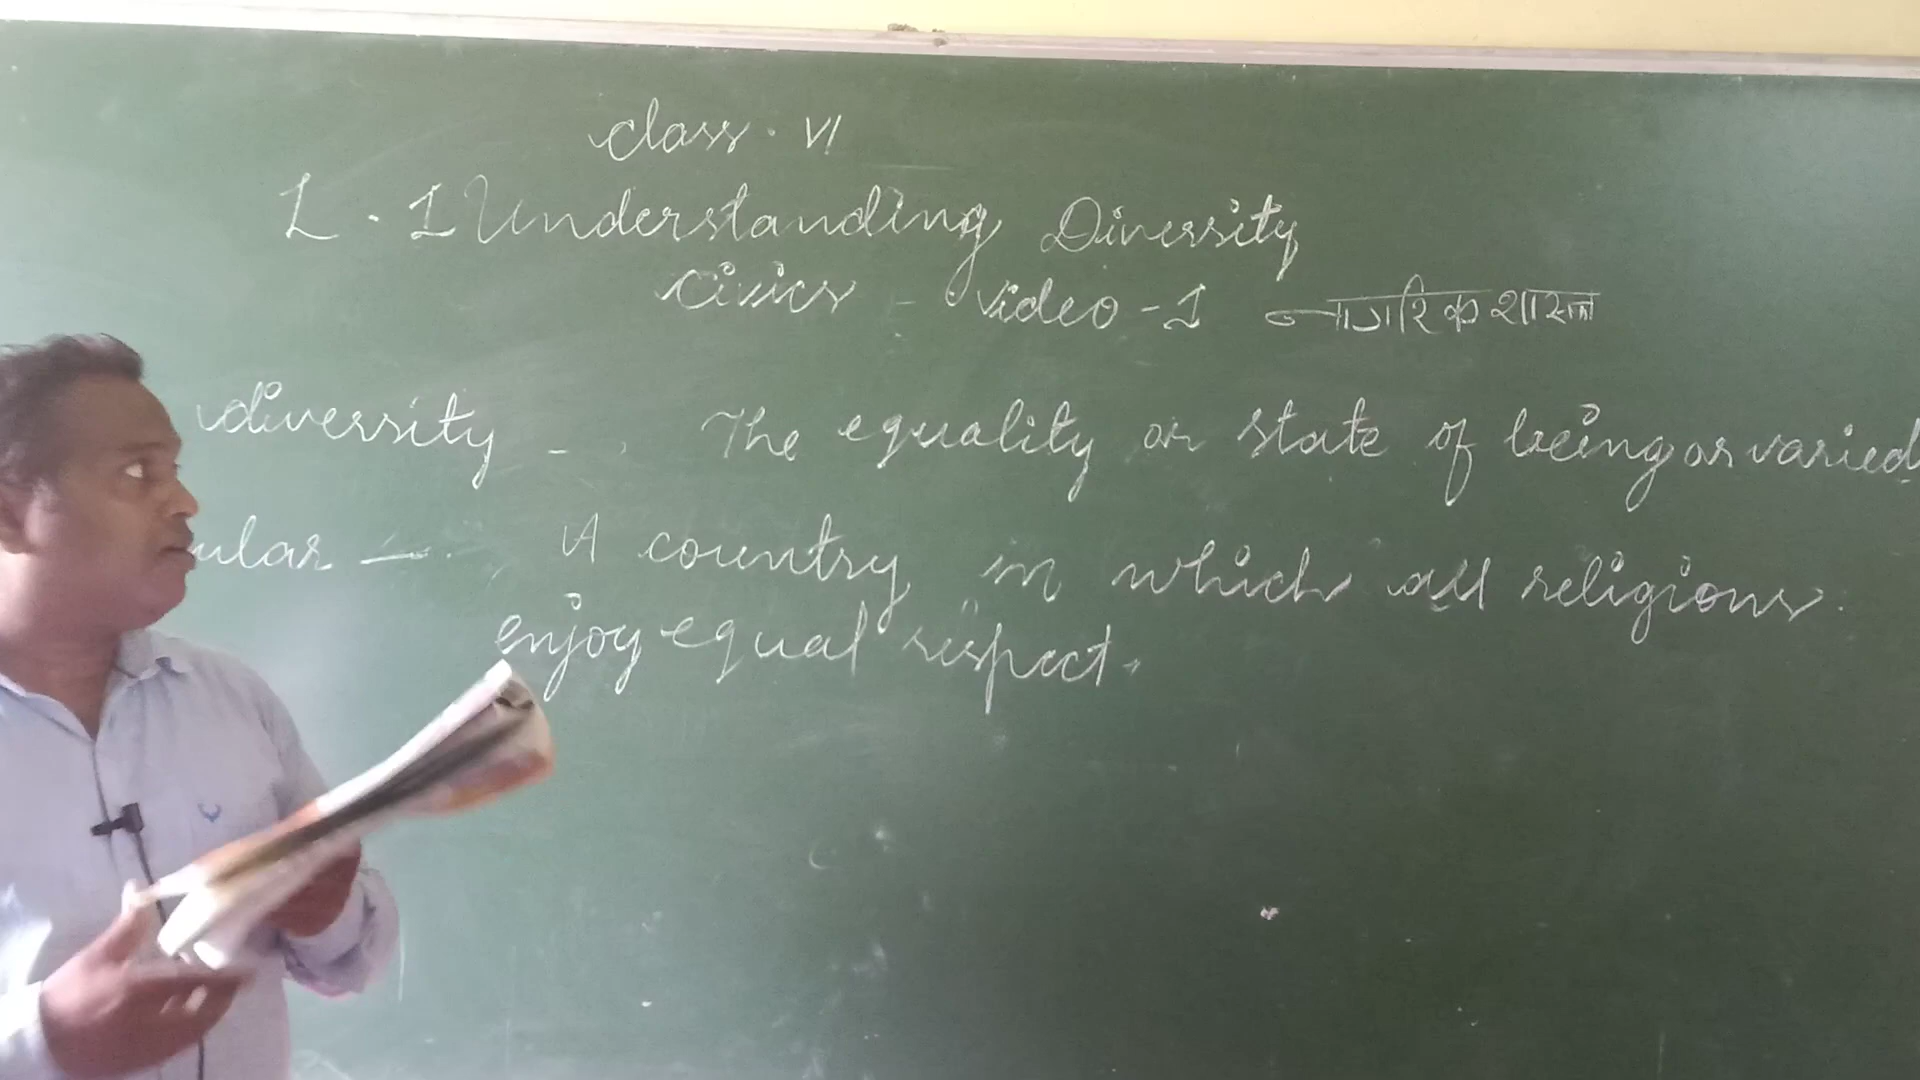 Class. VI
L. 1 Understanding Diversity
Civics - Video - 1 नागरिक शास्त्र
diversity - . The equality or state of being or varied
ular - . A country in which all religions.
enjoy equal respect.